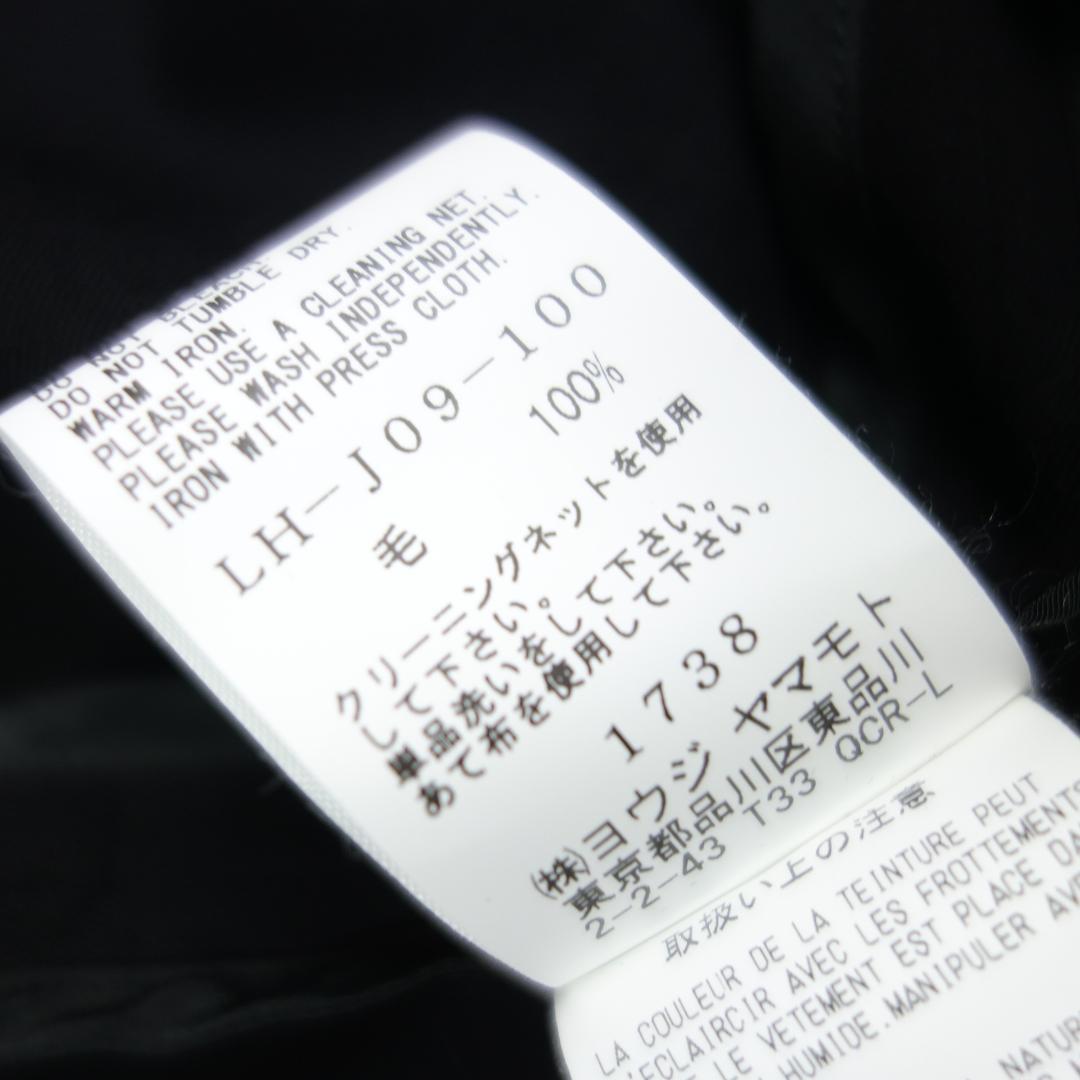 DO NOT BLEACH.
DO NOT TUMBLE DRY.
WARM IRON.
PLEASE USE A CLEANING NET.
PLEASE WASH INDEPENDENTLY.
IRON WITH PRESS CLOTH.
LH-J09-100
毛 100%
クリーニングネットを使用
して下さい。
単品洗いをして下さい。
あて布を使用して下さい。
1738
(株)ヨウジ ヤマモト
東京都品川区東品川
2-2-43 T33 QCR-L
取扱い上の注意
LA COULEUR DE LA TEINTURE PEUT
ECLAIRCIR AVEC LES FROTTEMENTS
LE VETEMENT EST PLACE
HUMIDE.MANIPULER